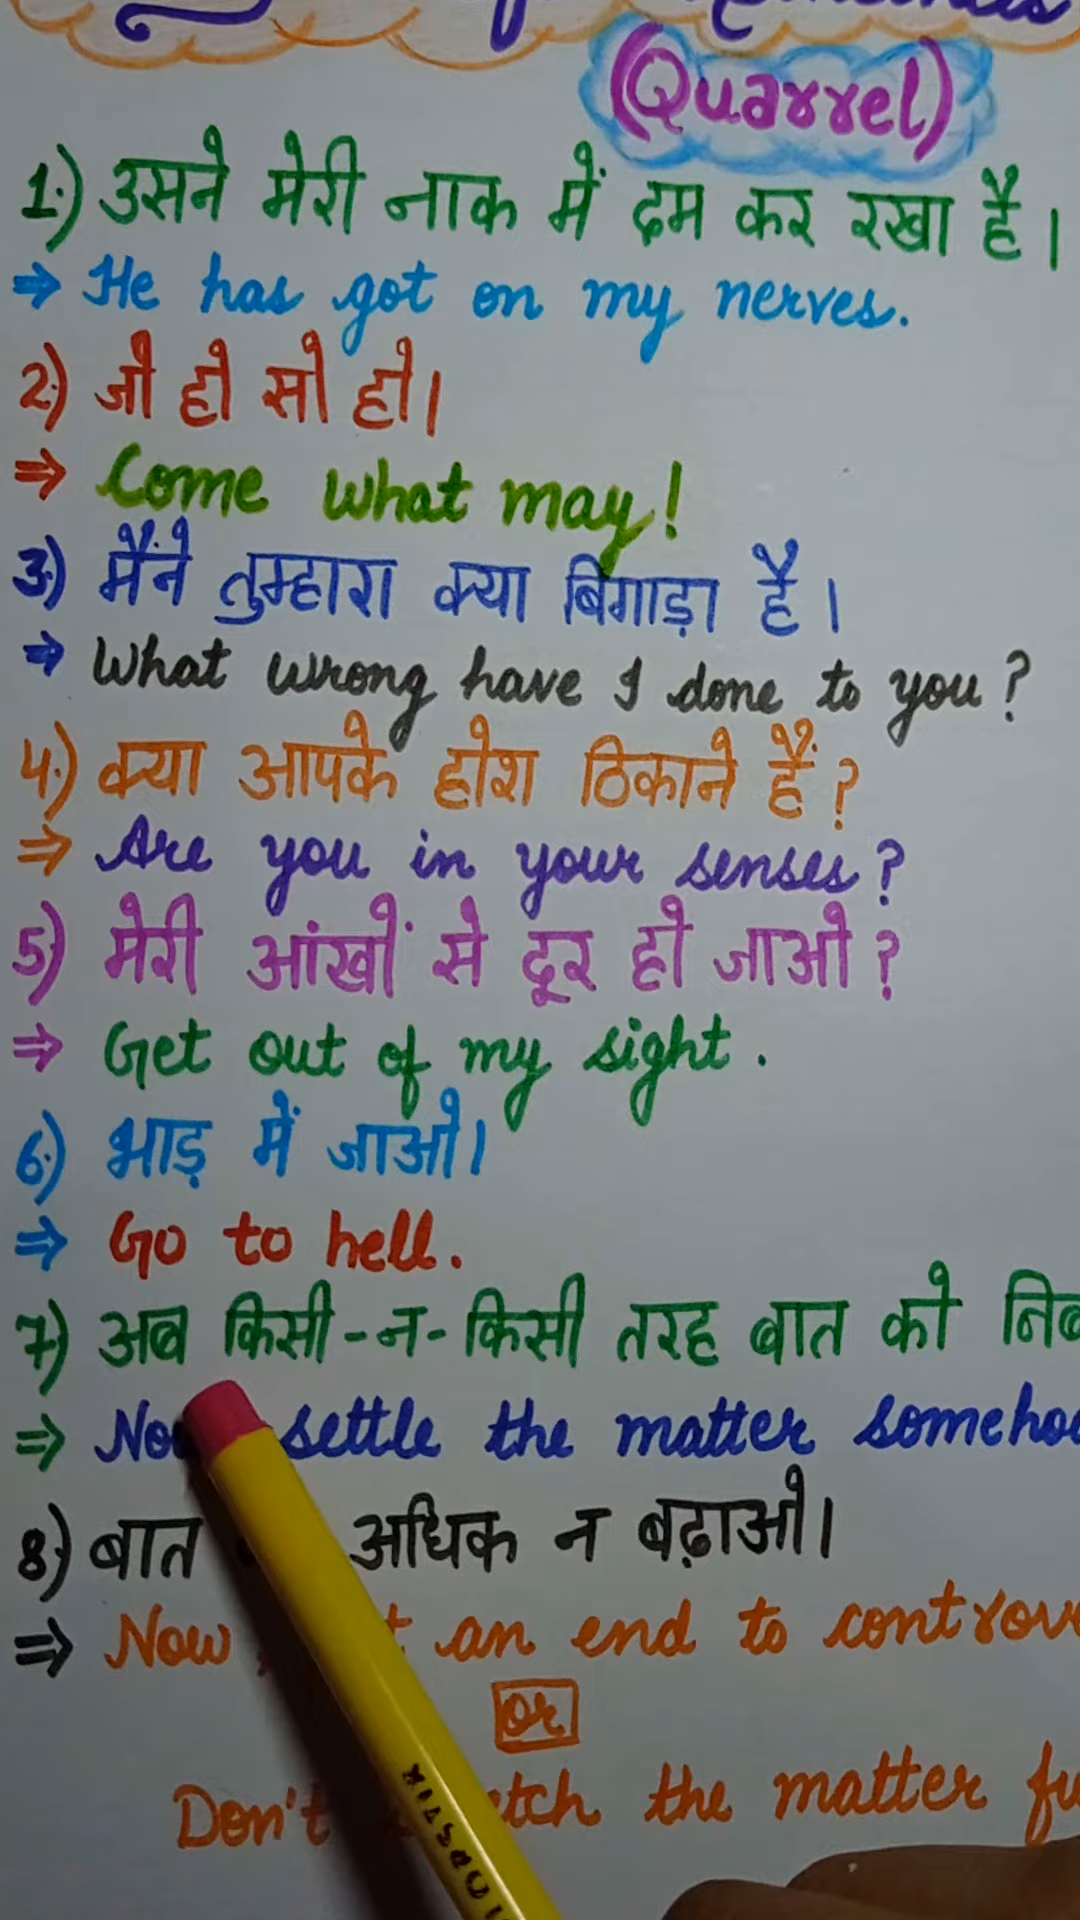 (Quarrel)
1.) उसने मेरी नाक में दम कर रखा है।
⇒ He has got on my nerves.
2.) जो हो सो हो।
⇒ Come what may!
3.) मैंने तुम्हारा क्या बिगाड़ा है।
⇒ What wrong have I done to you?
4.) क्या आपके होश ठिकाने हैं?
⇒ Are you in your senses?
5.) मेरी आंखों से दूर हो जाओ?
⇒ Get out of my sight.
6.) भाड़ में जाओ।
⇒ Go to hell.
7.) अब किसी-न-किसी तरह बात को
⇒ settle the matter
8.) बात अधिक न बढ़ाओ।
⇒ Now an end to
or
Don't the matter